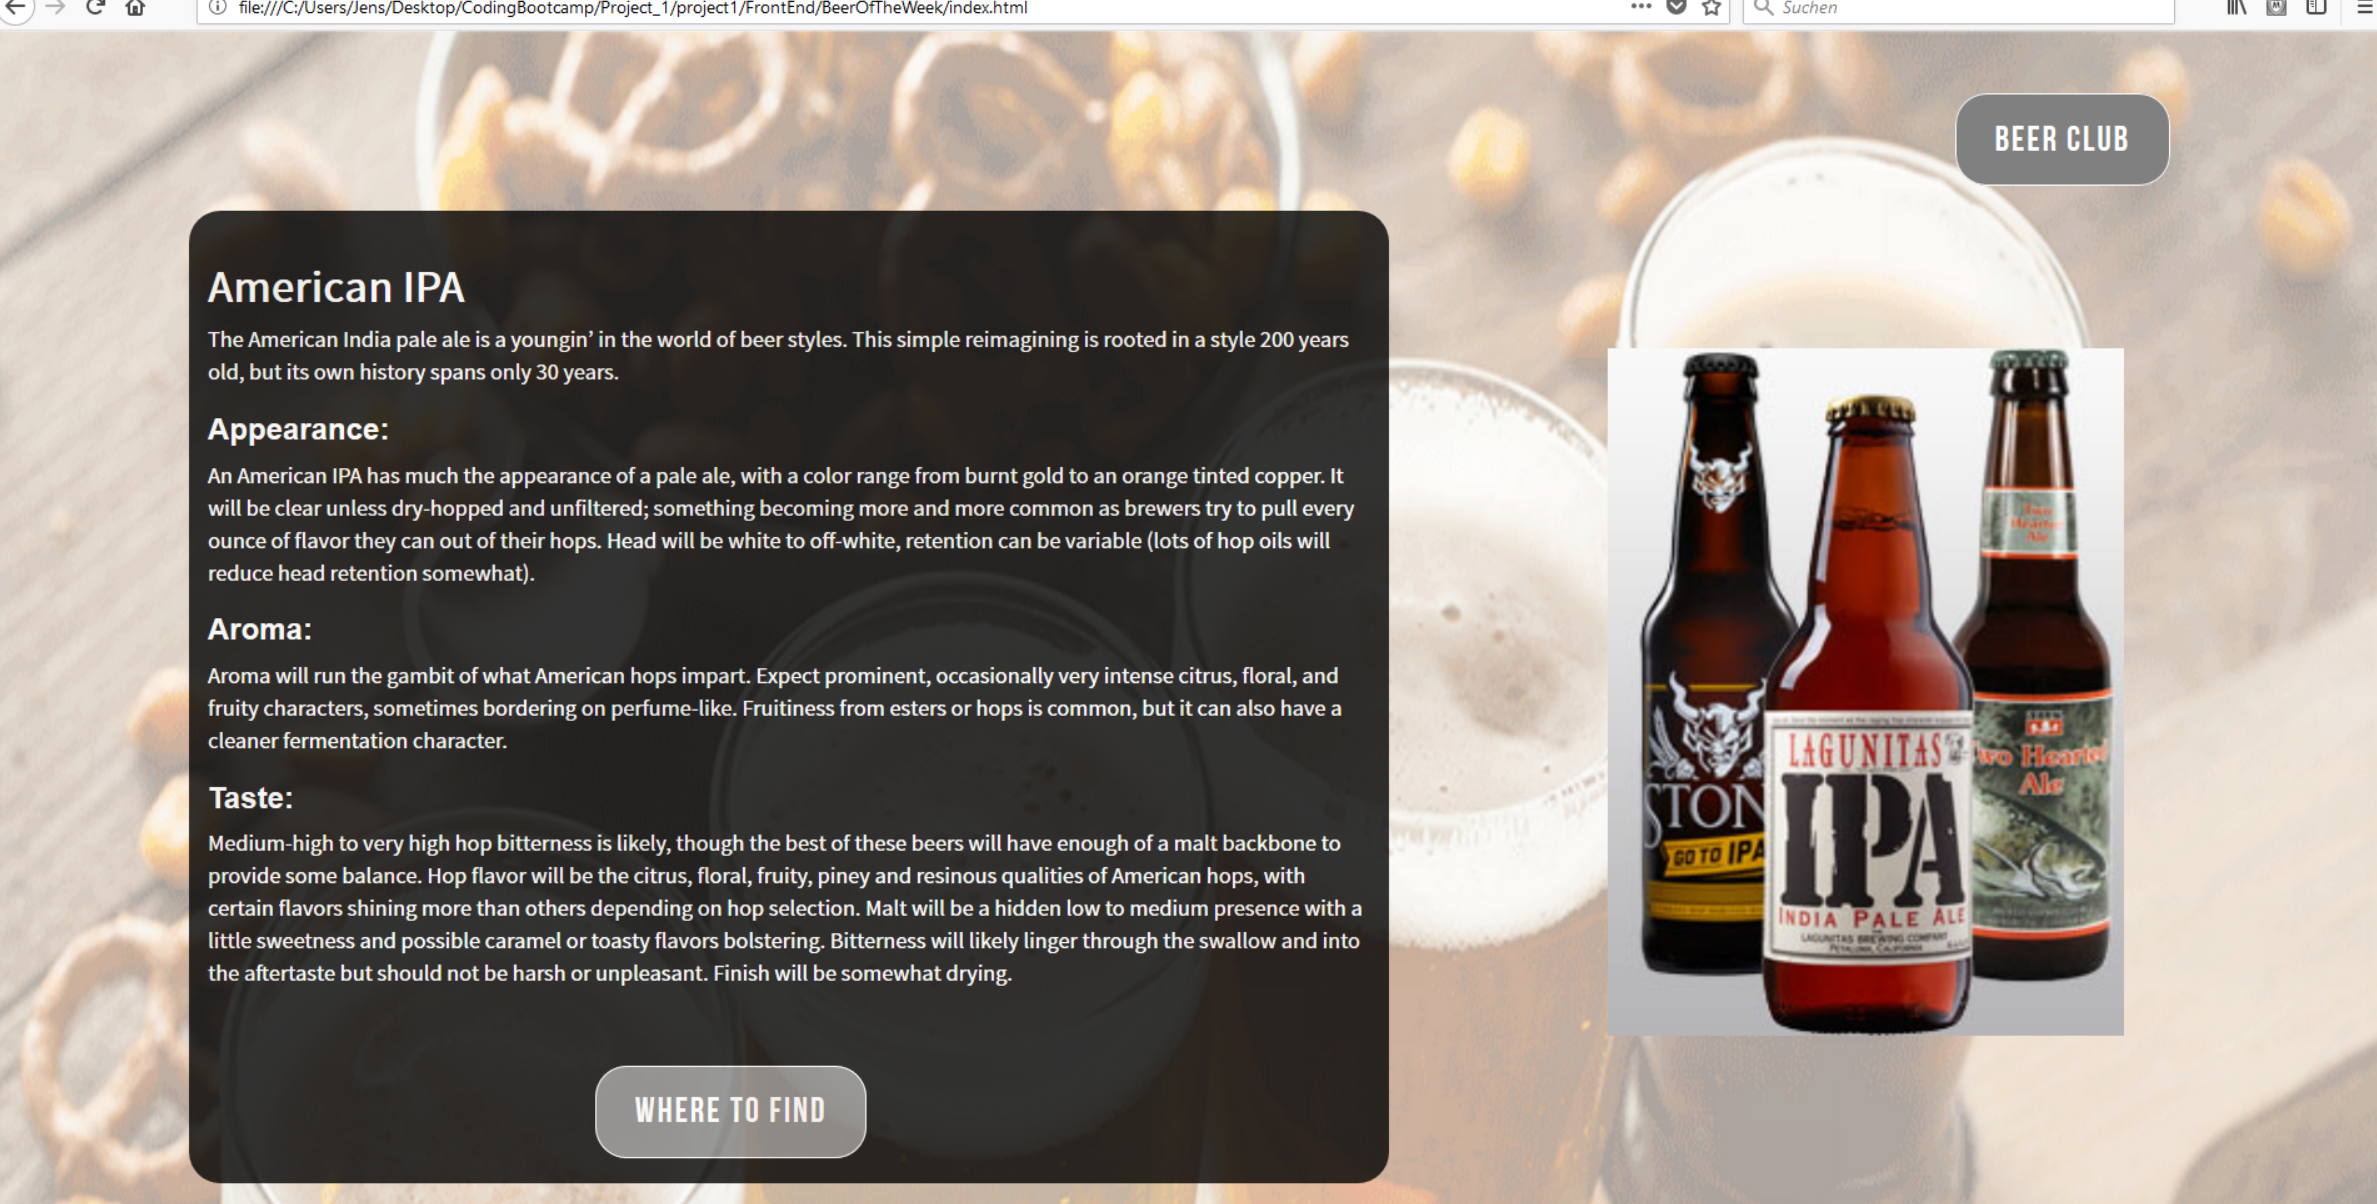 file:///C:/Users/Jens/Desktop/CodingBootcamp/Project_1/project1/FrontEnd/BeerOfTheWeek/index.html
Suchen
BEER CLUB
American IPA
The American India pale ale is a youngin’ in the world of beer styles. This simple reimagining is rooted in a style 200 years
old, but its own history spans only 30 years.
Appearance:
An American IPA has much the appearance of a pale ale, with a color range from burnt gold to an orange tinted copper. It
will be clear unless dry-hopped and unfiltered; something becoming more and more common as brewers try to pull every
ounce of flavor they can out of their hops. Head will be white to off-white, retention can be variable (lots of hop oils will
reduce head retention somewhat).
Aroma:
Aroma will run the gambit of what American hops impart. Expect prominent, occasionally very intense citrus, floral, and
fruity characters, sometimes bordering on perfume-like. Fruitiness from esters or hops is common, but it can also have a
cleaner fermentation character.
Taste:
Medium-high to very high hop bitterness is likely, though the best of these beers will have enough of a malt backbone to
provide some balance. Hop flavor will be the citrus, floral, fruity, piney and resinous qualities of American hops, with
certain flavors shining more than others depending on hop selection. Malt will be a hidden low to medium presence with a
little sweetness and possible caramel or toasty flavors bolstering. Bitterness will likely linger through the swallow and into
the aftertaste but should not be harsh or unpleasant. Finish will be somewhat drying.
WHERE TO FIND
STON
GO TO IPA
LAGUNITAS
IPA
INDIA PALE ALE
LAGUNITAS BREWING COMPANY
PETALUMA, CALIFORNIA
Two
Hearted
Ale
wo Hearted
Ale